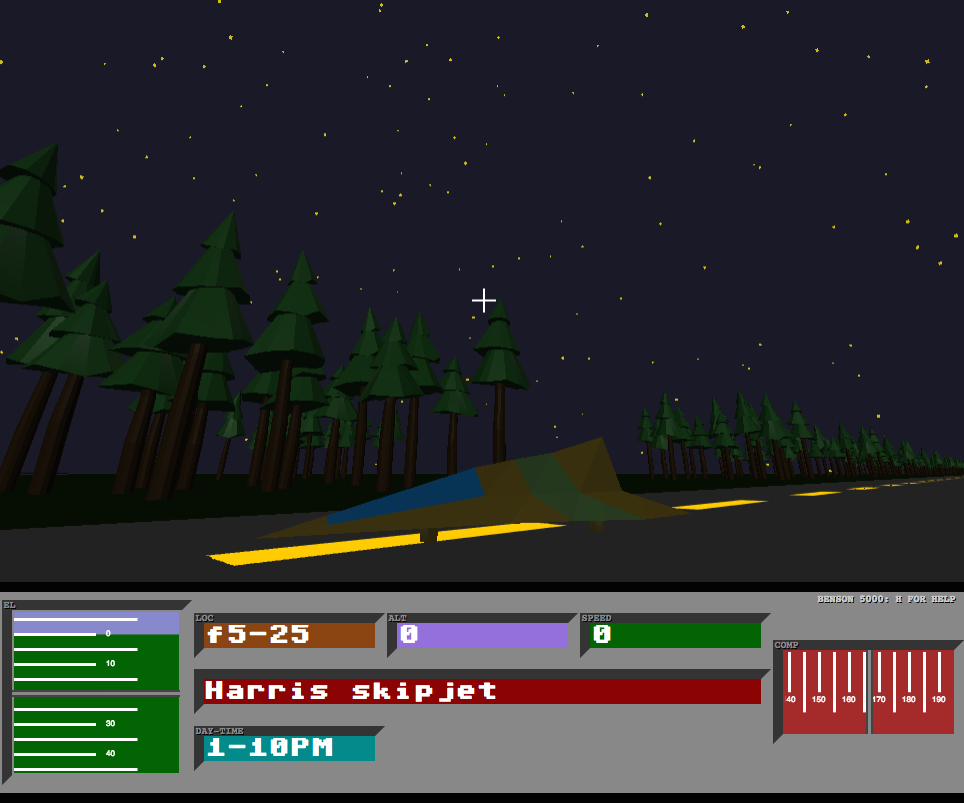 BENSON 5000: H FOR HELP
EL
0
10
30
40
LOC
f5-25
ALT
0
SPEED
0
Harris skipjet
DAY-TIME
1-10PM
COMP
40 150 160 170 180 190